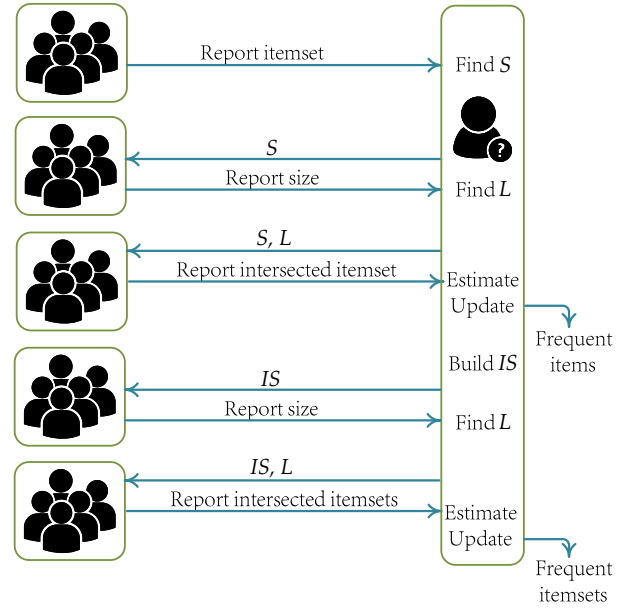 Report itemset
Find S
?
S
Report size
Find L
S, L
Report intersected itemset
Estimate
Update
Frequent
items
Build IS
IS
Report size
Find L
IS, L
Report intersected itemsets
Estimate
Update
Frequent
itemsets